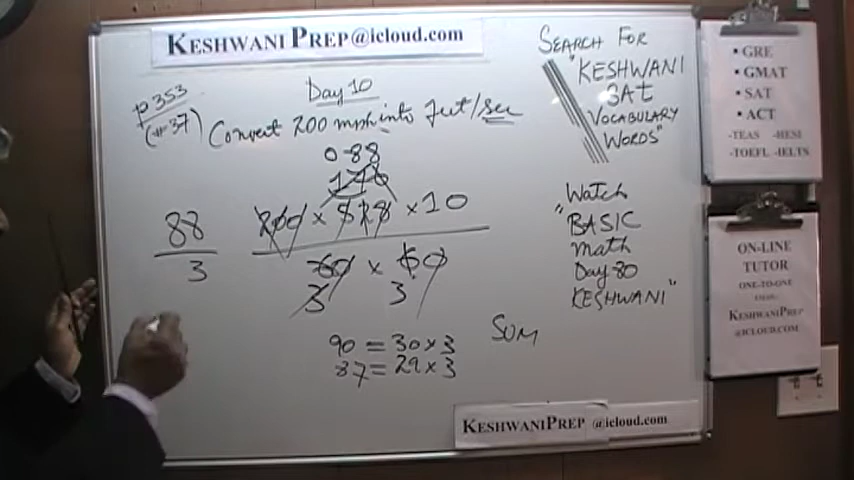 KESHWANI PREP@icloud.com
Day 10
p 353
(#37)
Convert 200 mph into feet/sec
0-88
176
200 × 528 × 10
60 × 60
3 3
88
3
90 = 30×3
87 = 29×3
SUM
SEARCH FOR
"KESHWANI
SAT
VOCABULARY
WORDS"
Watch
"BASIC
math
Day 80
KESHWANI"
KESHWANIPREP @icloud.com
• GRE
• GMAT
• SAT
• ACT
-TEAS -HESI
-TOEFL -IELTS
ON-LINE
TUTOR
ONE-TO-ONE
KESHWANIPREP
@ICLOUD.COM